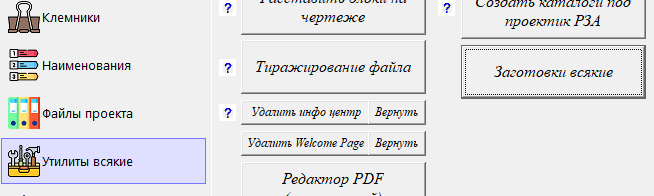 Клемники
Наименования
Файлы проекта
Утилиты всякие
? Расставить блоки на
чертеже
? Тиражирование файла
? Удалить инфо центр Вернуть
Удалить Welcome Page Вернуть
Редактор PDF
? Создать каталоги под
проектик РЗА
Заготовки всякие